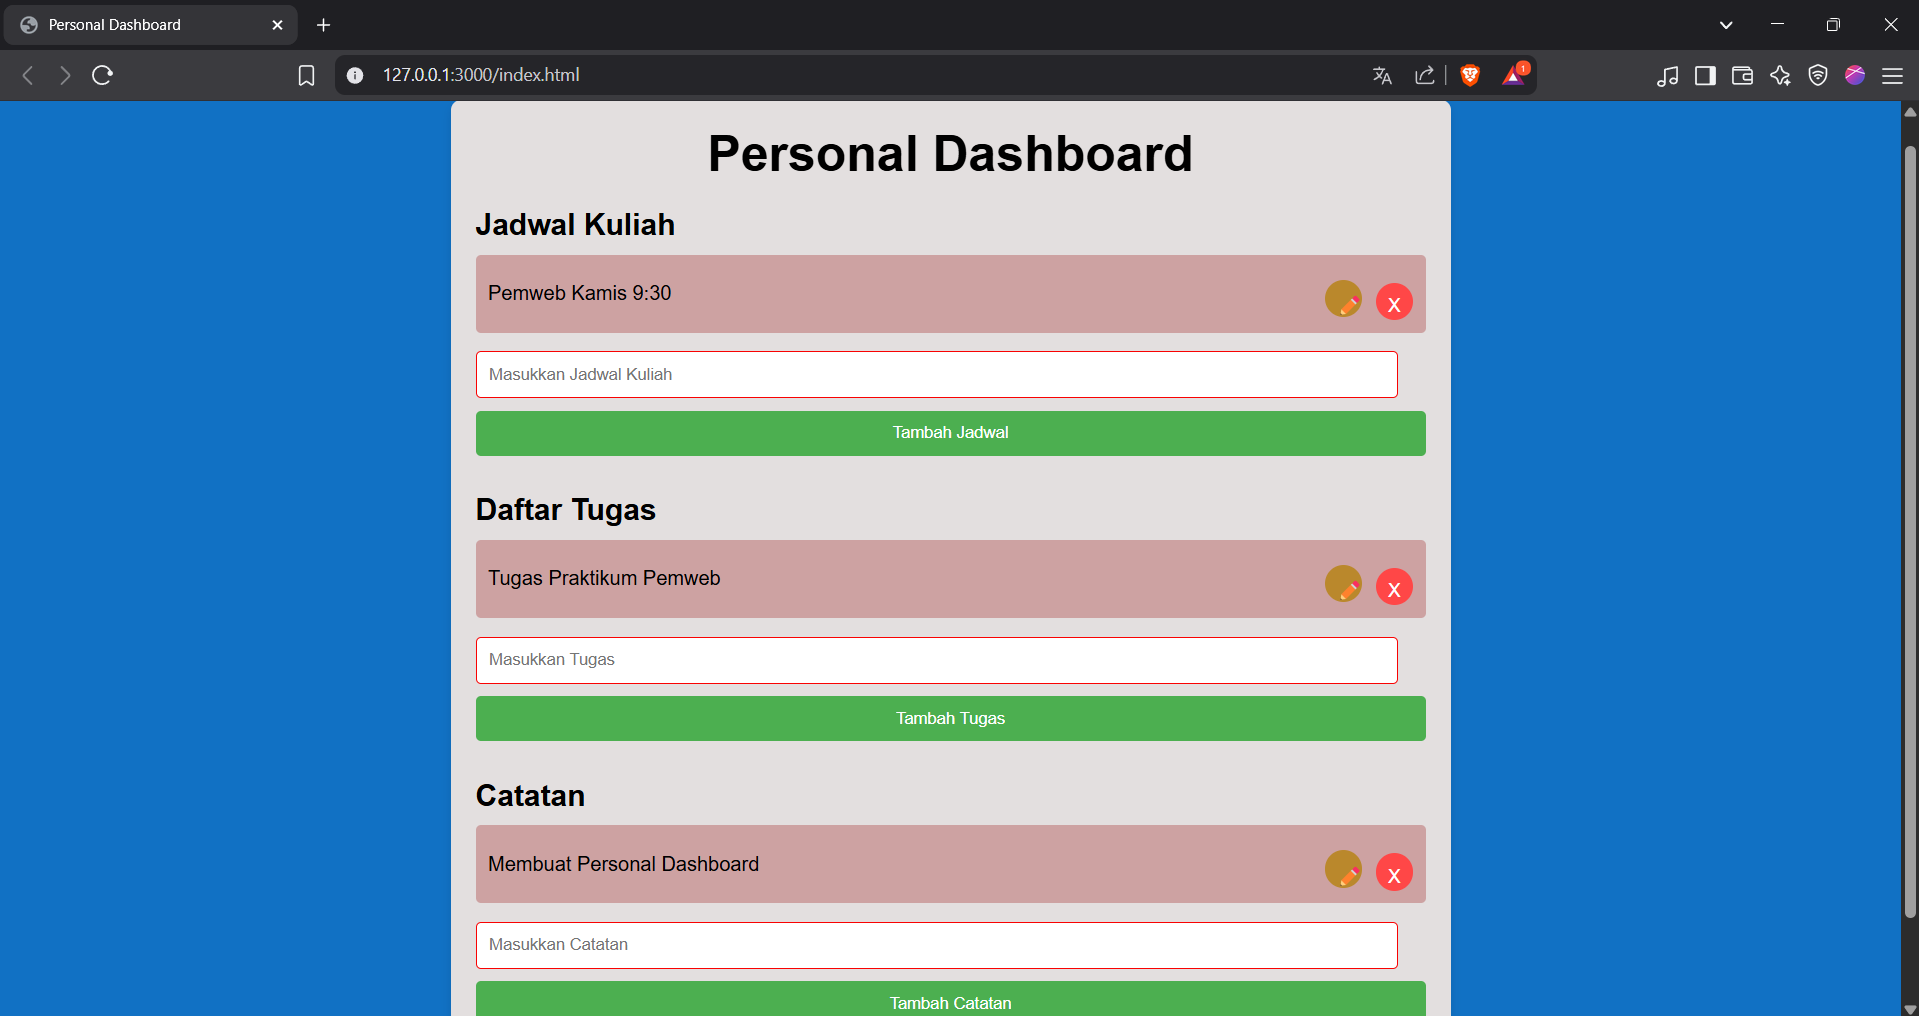 Personal Dashboard
127.0.0.1:3000/index.html
1
Personal Dashboard
Jadwal Kuliah
Pemweb Kamis 9:30
X
Masukkan Jadwal Kuliah
Tambah Jadwal
Daftar Tugas
Tugas Praktikum Pemweb
X
Masukkan Tugas
Tambah Tugas
Catatan
Membuat Personal Dashboard
X
Masukkan Catatan
Tambah Catatan